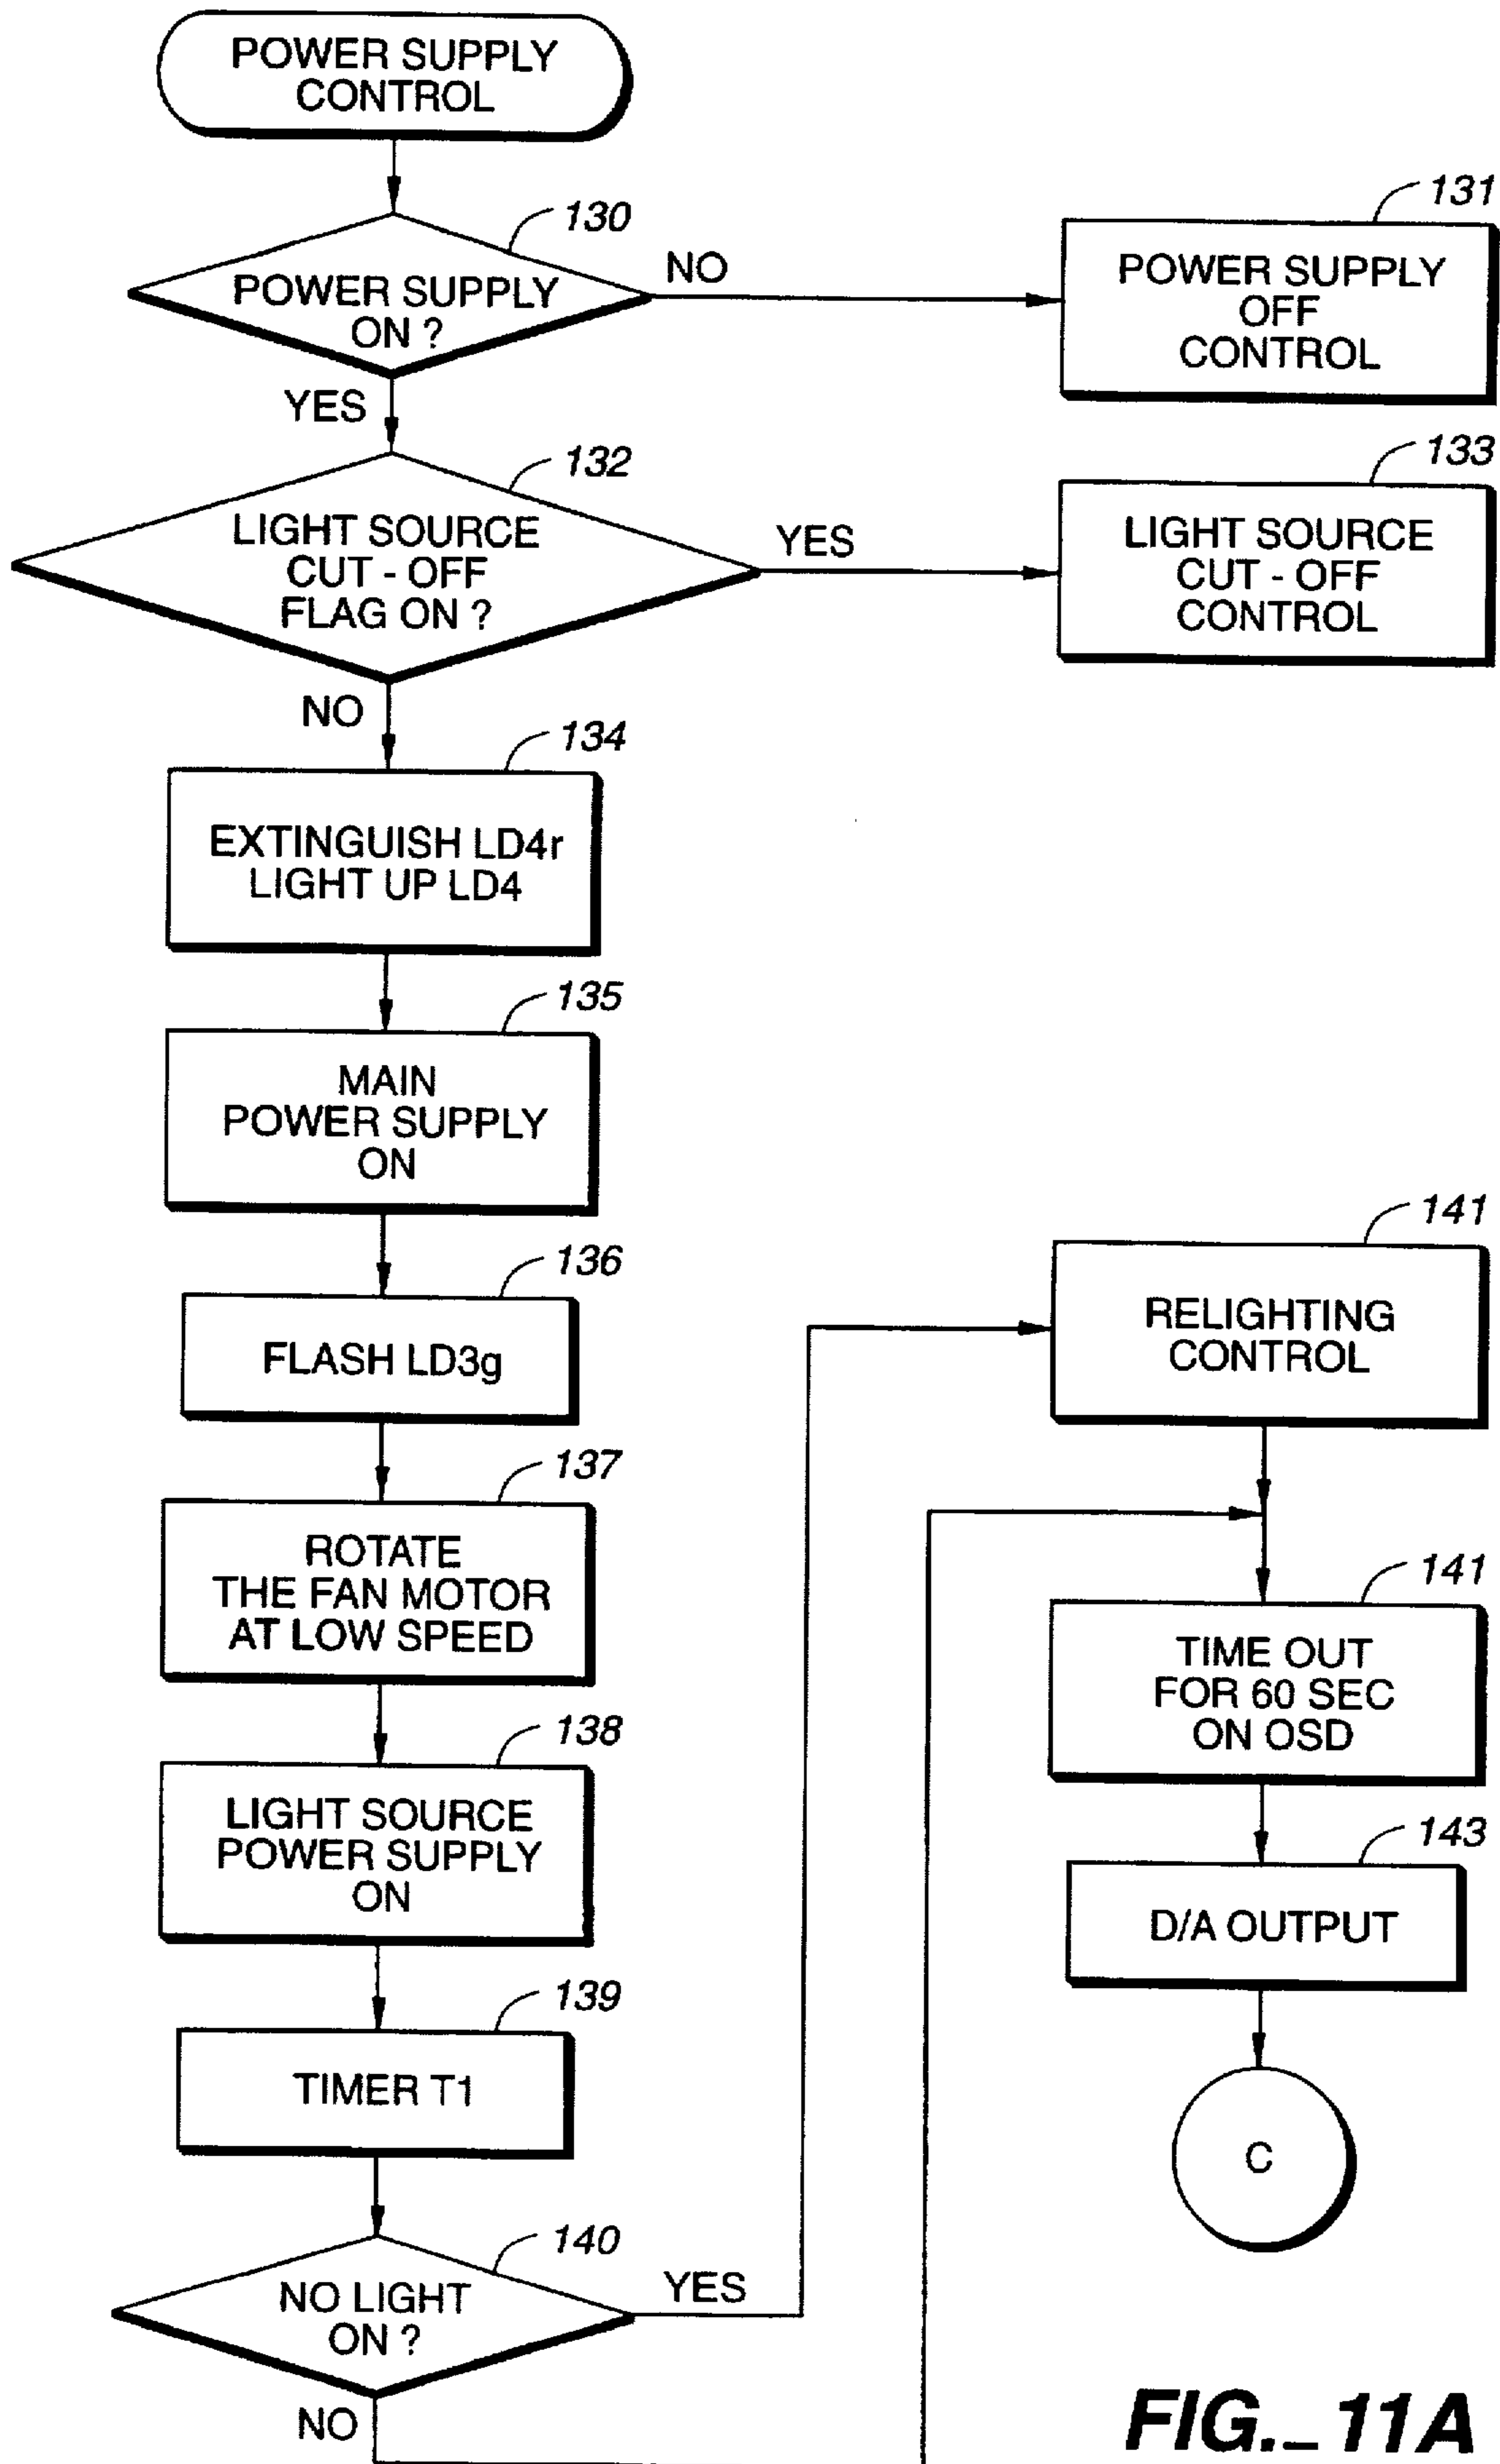 POWER SUPPLY
CONTROL
130
POWER SUPPLY
ON ?
NO
131
POWER SUPPLY
OFF
CONTROL
YES
132
LIGHT SOURCE
CUT - OFF
FLAG ON ?
YES
133
LIGHT SOURCE
CUT - OFF
CONTROL
NO
134
EXTINGUISH LD4r
LIGHT UP LD4
135
MAIN
POWER SUPPLY
ON
136
FLASH LD3g
137
ROTATE
THE FAN MOTOR
AT LOW SPEED
138
LIGHT SOURCE
POWER SUPPLY
ON
139
TIMER T1
140
NO LIGHT
ON ?
YES
NO
141
RELIGHTING
CONTROL
141
TIME OUT
FOR 60 SEC
ON OSD
143
D/A OUTPUT
C
FIG._ 11A